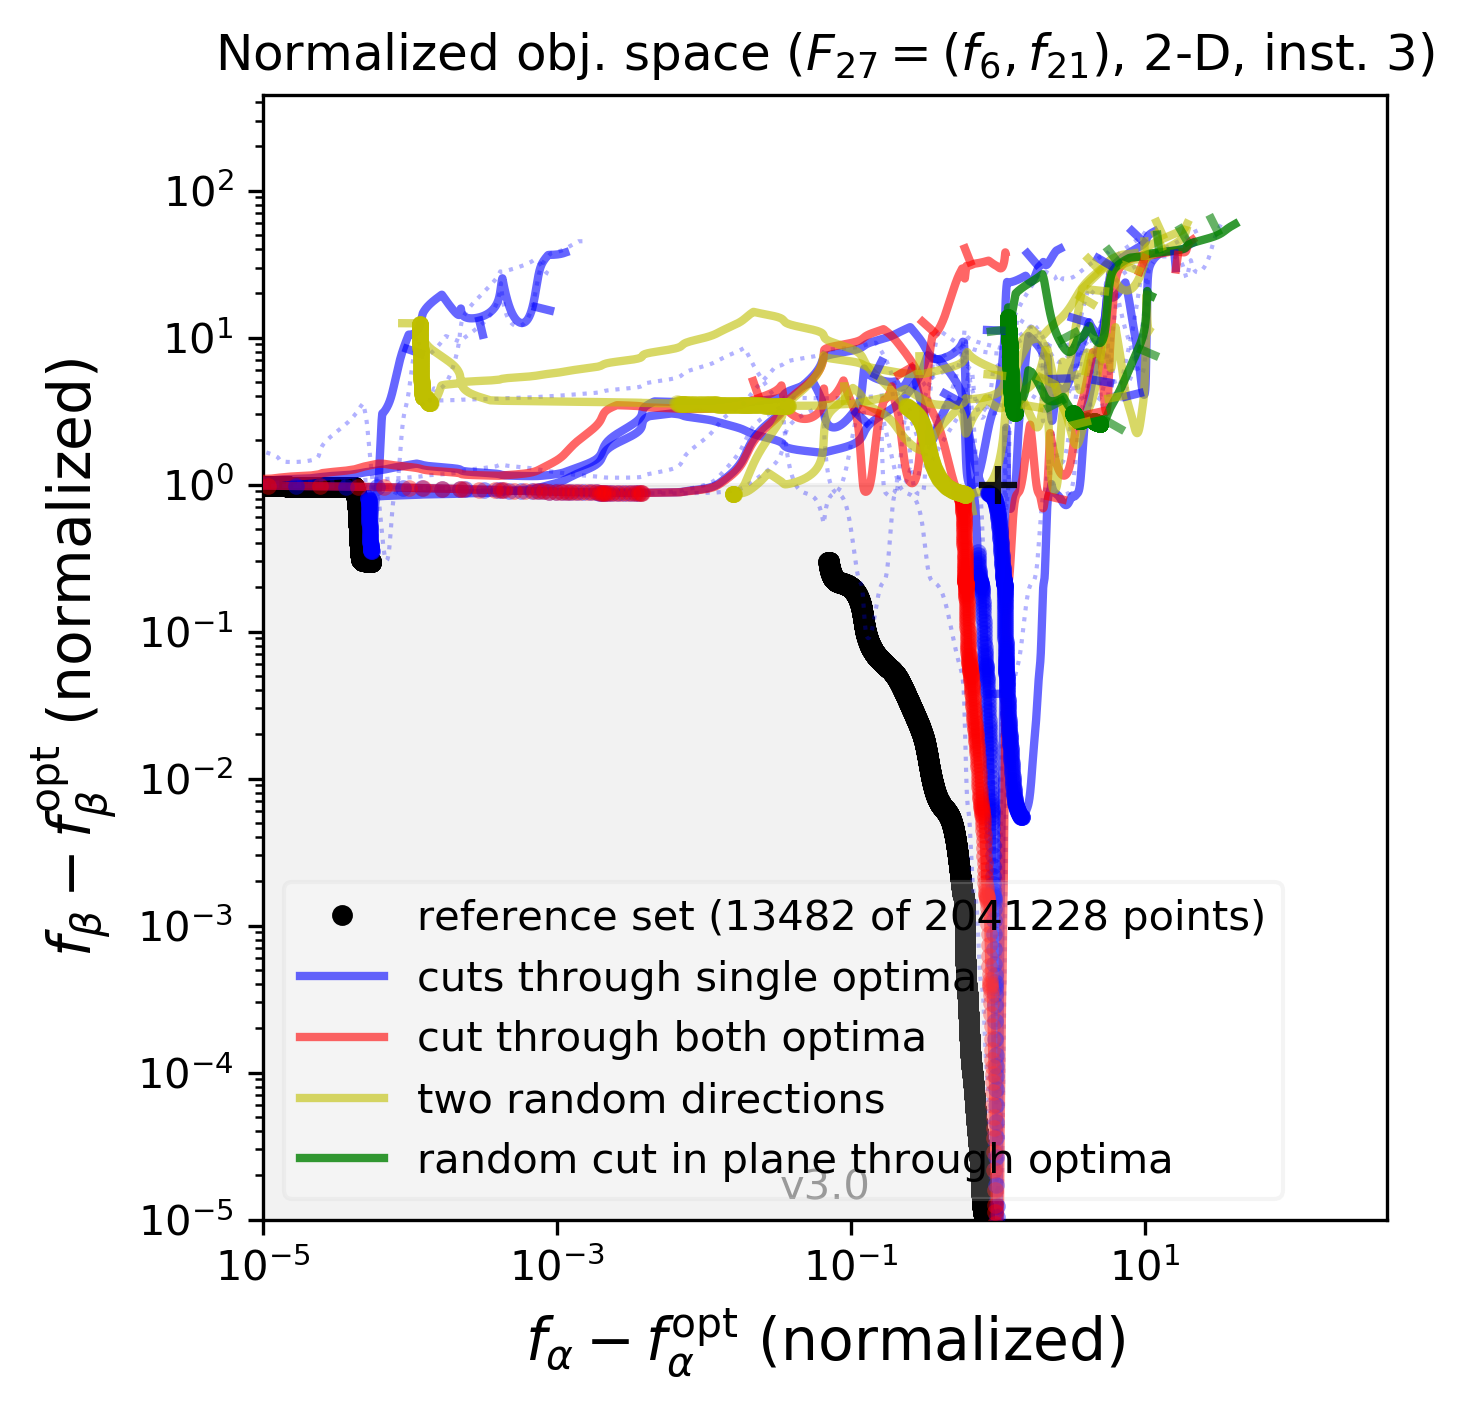 Normalized obj. space (F₂₇ = (f₆, f₂₁), 2-D, inst. 3)
10²
10¹
10⁰
10⁻¹
10⁻²
10⁻³
10⁻⁴
10⁻⁵
f_β − f_β^opt (normalized)
reference set (13482 of 2041228 points)
cuts through single optima
cut through both optima
two random directions
random cut in plane through optima
v3.0
10⁻⁵ 10⁻³ 10⁻¹ 10¹
f_α − f_α^opt (normalized)